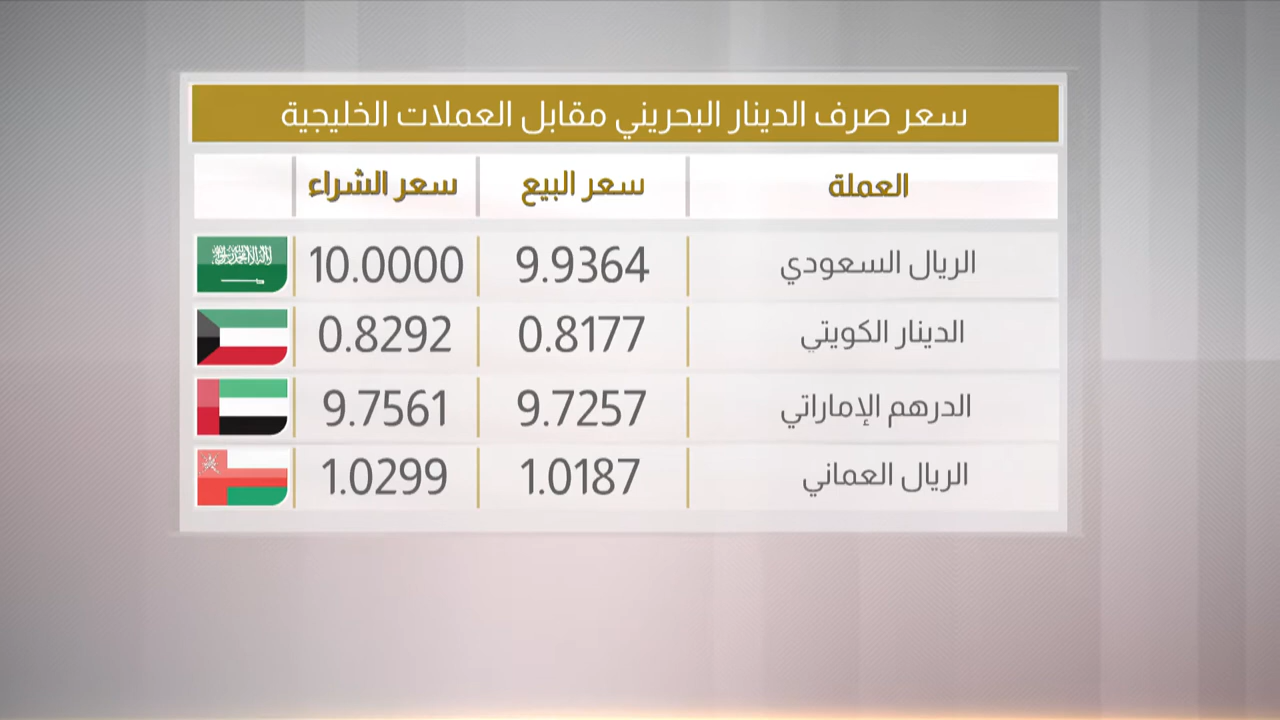 سعر صرف الدينار البحريني مقابل العملات الخليجية
العملة سعر البيع سعر الشراء
الريال السعودي 9.9364 10.0000
الدينار الكويتي 0.8177 0.8292
الدرهم الإماراتي 9.7257 9.7561
الريال العماني 1.0187 1.0299